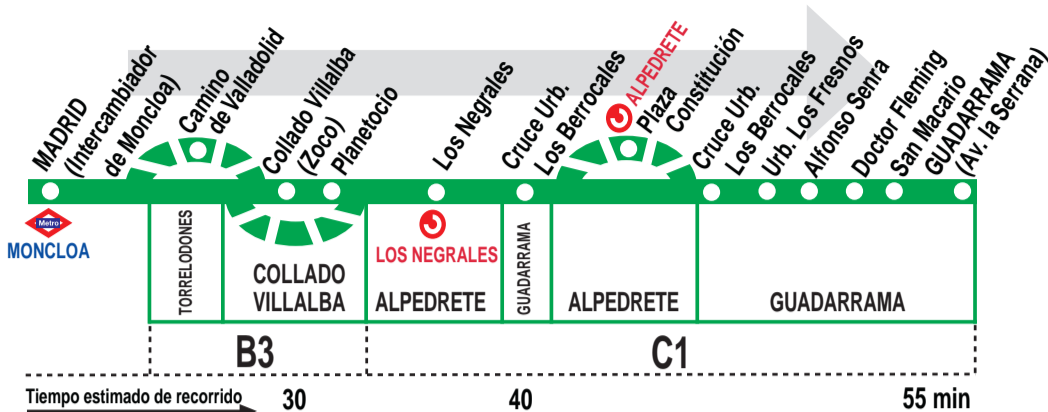 MADRID
(Intercambiador
de Moncloa)
Camino
de Valladolid
Collado Villalba
(Zoco)
Planetocio
Los Negrales
Cruce Urb.
Los Berrocales
ALPEDRETE
Plaza
Constitución
Cruce Urb.
Los Berrocales
Urb. Los Fresnos
Alfonso Senra
Doctor Fleming
San Macario
GUADARRAMA
(Av. la Serrana)
Metro
MONCLOA
LOS NEGRALES
TORRELODONES
COLLADO
VILLALBA
ALPEDRETE
GUADARRAMA
ALPEDRETE
GUADARRAMA
B3
C1
Tiempo estimado de recorrido
30
40
55 min